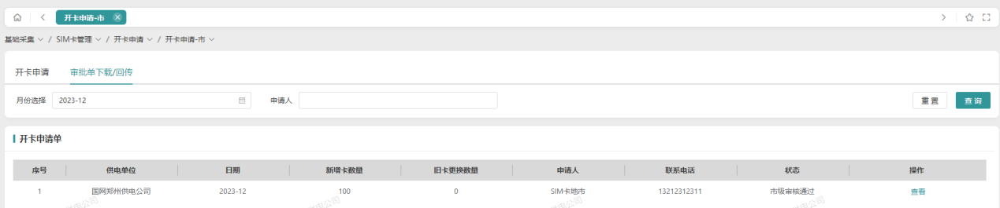 开卡申请-市
基础采集 / SIM卡管理 / 开卡申请 / 开卡申请-市
开卡申请 审批单下载/回传
月份选择 2023-12 申请人 重置 查询
开卡申请单
序号 供电单位 日期 新增卡数量 旧卡更换数量 申请人 联系电话 状态 操作
1 国网郑州供电公司 2023-12 100 0 SIM卡地市 13212312311 市级审核通过 查看